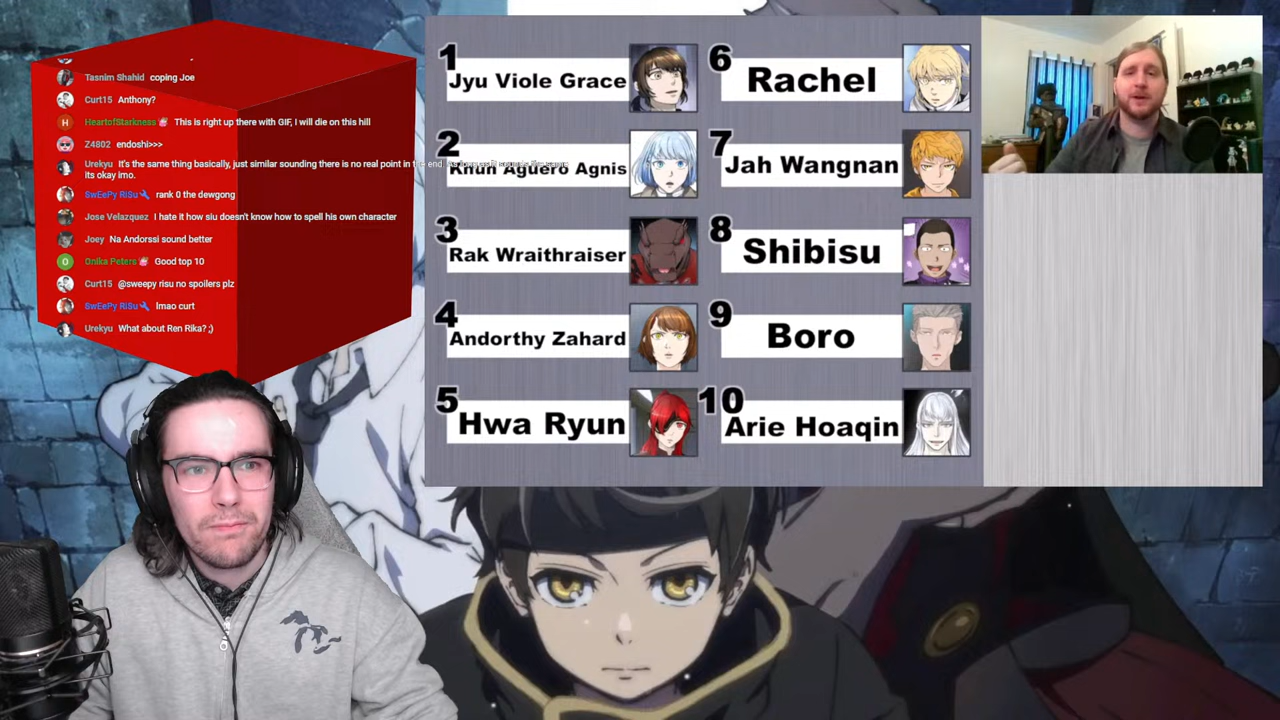 Tasnim Shahid coping Joe
Curt15 Anthony?
H HeartofStarkness This is right up there with GIF, I will die on this hill
Z4802 endoshi>>>
Urekyu It's the same thing basically, just similar sounding there is no real point in the end.
Its okay imo.
SwEePy RiSu rank 0 the dewgong
Jose Velazquez I hate it how siu doesn't know how to spell his own character
Joey Na Andorssi sound better
O Onika Peters Good top 10
Curt15 @sweepy risu no spoilers plz
SwEePy RiSu lmao curt
Urekyu What about Ren Rika? ;)
1
Jyu Viole Grace
2
Khun Aguero Agnis
3
Rak Wraithraiser
4
Andorthy Zahard
5
Hwa Ryun
6
Rachel
7
Jah Wangnan
8
Shibisu
9
Boro
10
Arie Hoaqin